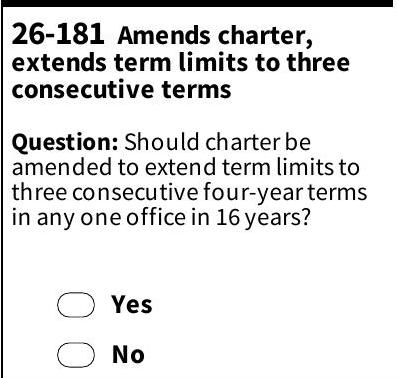 26-181 Amends charter,
extends term limits to three
consecutive terms
Question: Should charter be
amended to extend term limits to
three consecutive four-year terms
in any one office in 16 years?
Yes
No